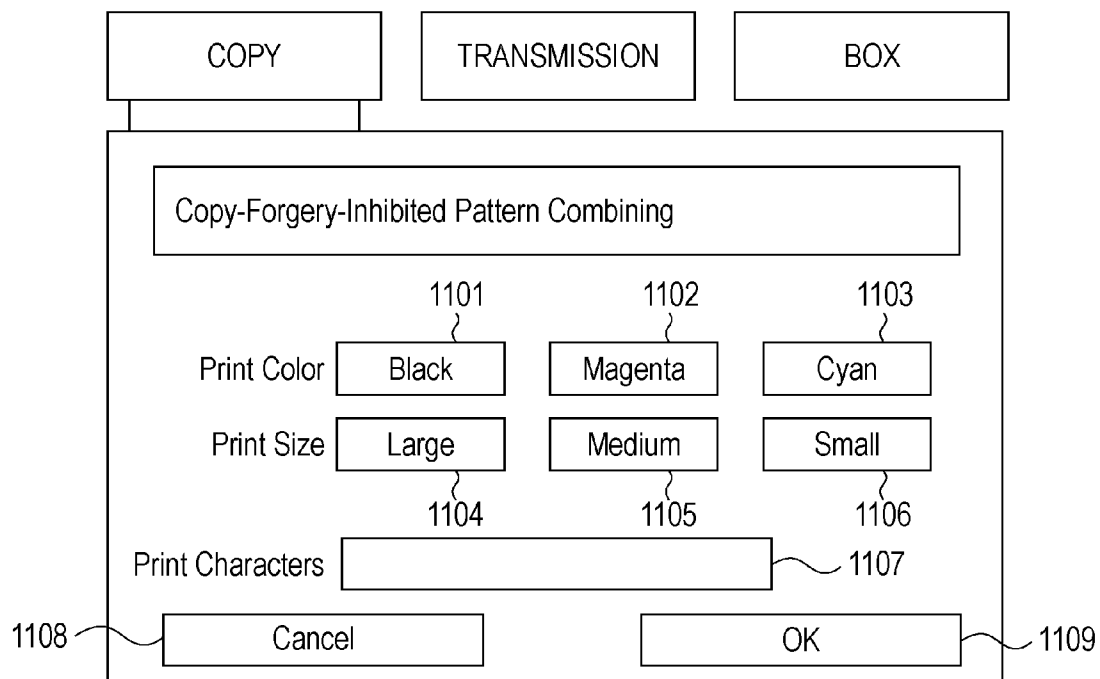 COPY TRANSMISSION BOX
Copy-Forgery-Inhibited Pattern Combining
1101 1102 1103
Print Color Black Magenta Cyan
Print Size Large Medium Small
1104 1105 1106
Print Characters 1107
1108 Cancel OK 1109